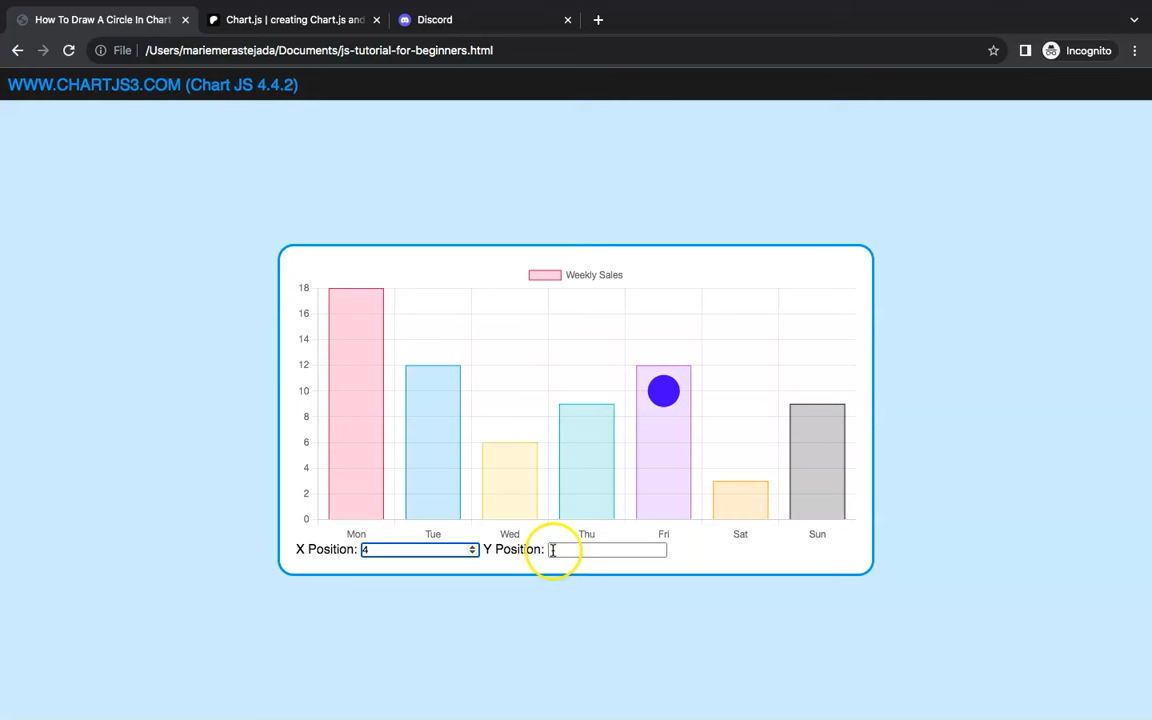 How To Draw A Circle In Chart
Chart.js | creating Chart.js and
Discord
File
/Users/mariemerastejada/Documents/js-tutorial-for-beginners.html
Incognito
WWW.CHARTJS3.COM (Chart JS 4.4.2)
Weekly Sales
18
16
14
12
10
8
6
4
2
0
Mon Tue Wed Thu Fri Sat Sun
X Position: 4 Y Position: